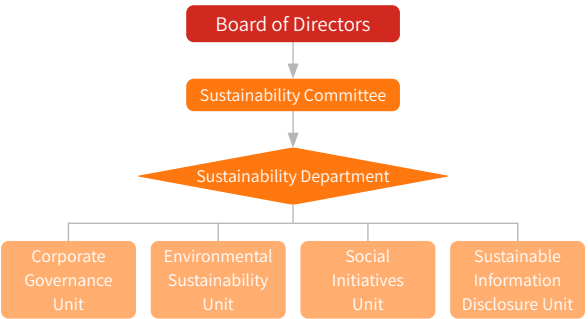 Board of Directors
Sustainability Committee
Sustainability Department
Corporate
Governance
Unit
Environmental
Sustainability
Unit
Social
Initiatives
Unit
Sustainable
Information
Disclosure Unit